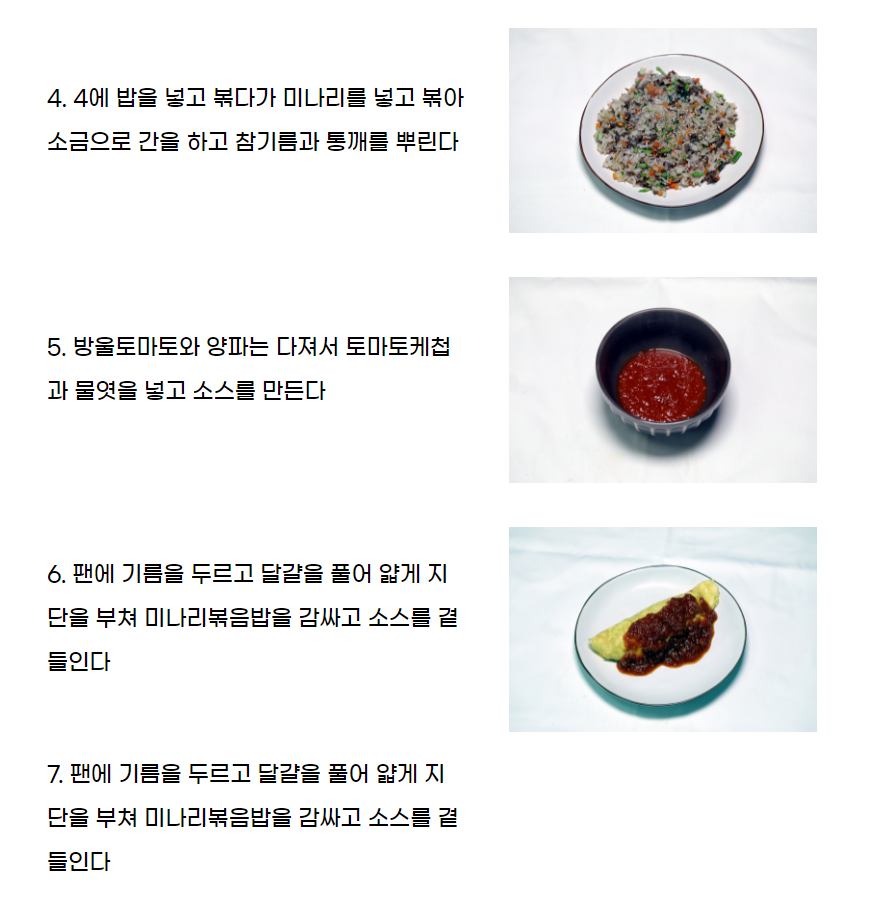 4. 4에 밥을 넣고 볶다가 미나리를 넣고 볶아
소금으로 간을 하고 참기름과 통깨를 뿌린다
5. 방울토마토와 양파는 다져서 토마토케첩
과 물엿을 넣고 소스를 만든다
6. 팬에 기름을 두르고 달걀을 풀어 얇게 지
단을 부쳐 미나리볶음밥을 감싸고 소스를 곁
들인다
7. 팬에 기름을 두르고 달걀을 풀어 얇게 지
단을 부쳐 미나리볶음밥을 감싸고 소스를 곁
들인다